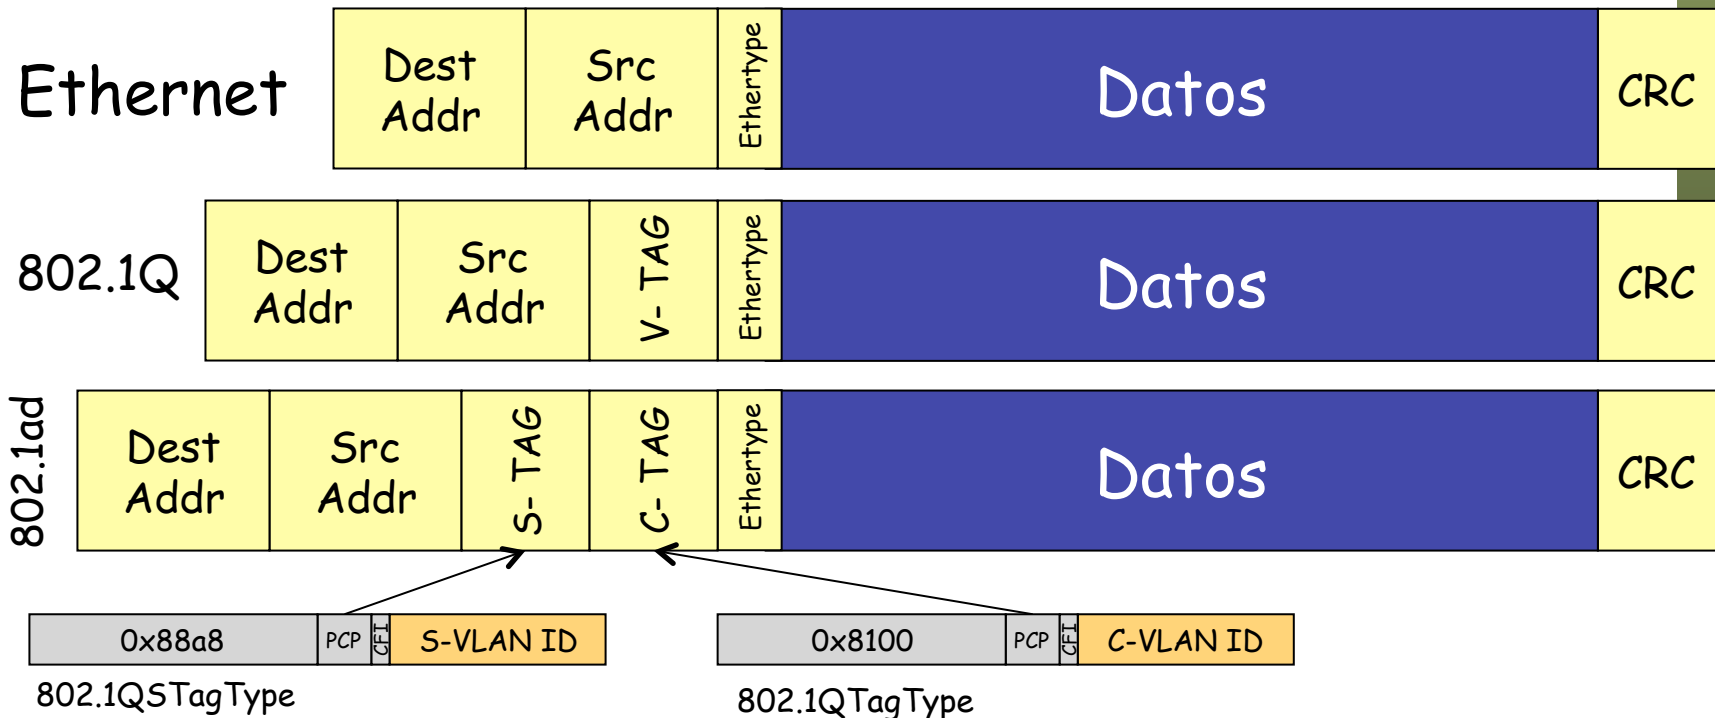 Ethernet
Dest
Addr
Src
Addr
Ethertype
Datos
CRC
802.1Q
Dest
Addr
Src
Addr
V- TAG
Ethertype
Datos
CRC
802.1ad
Dest
Addr
Src
Addr
S- TAG
C- TAG
Ethertype
Datos
CRC
0x88a8
PCP
CFI
S-VLAN ID
802.1QSTagType
0x8100
PCP
CFI
C-VLAN ID
802.1QTagType